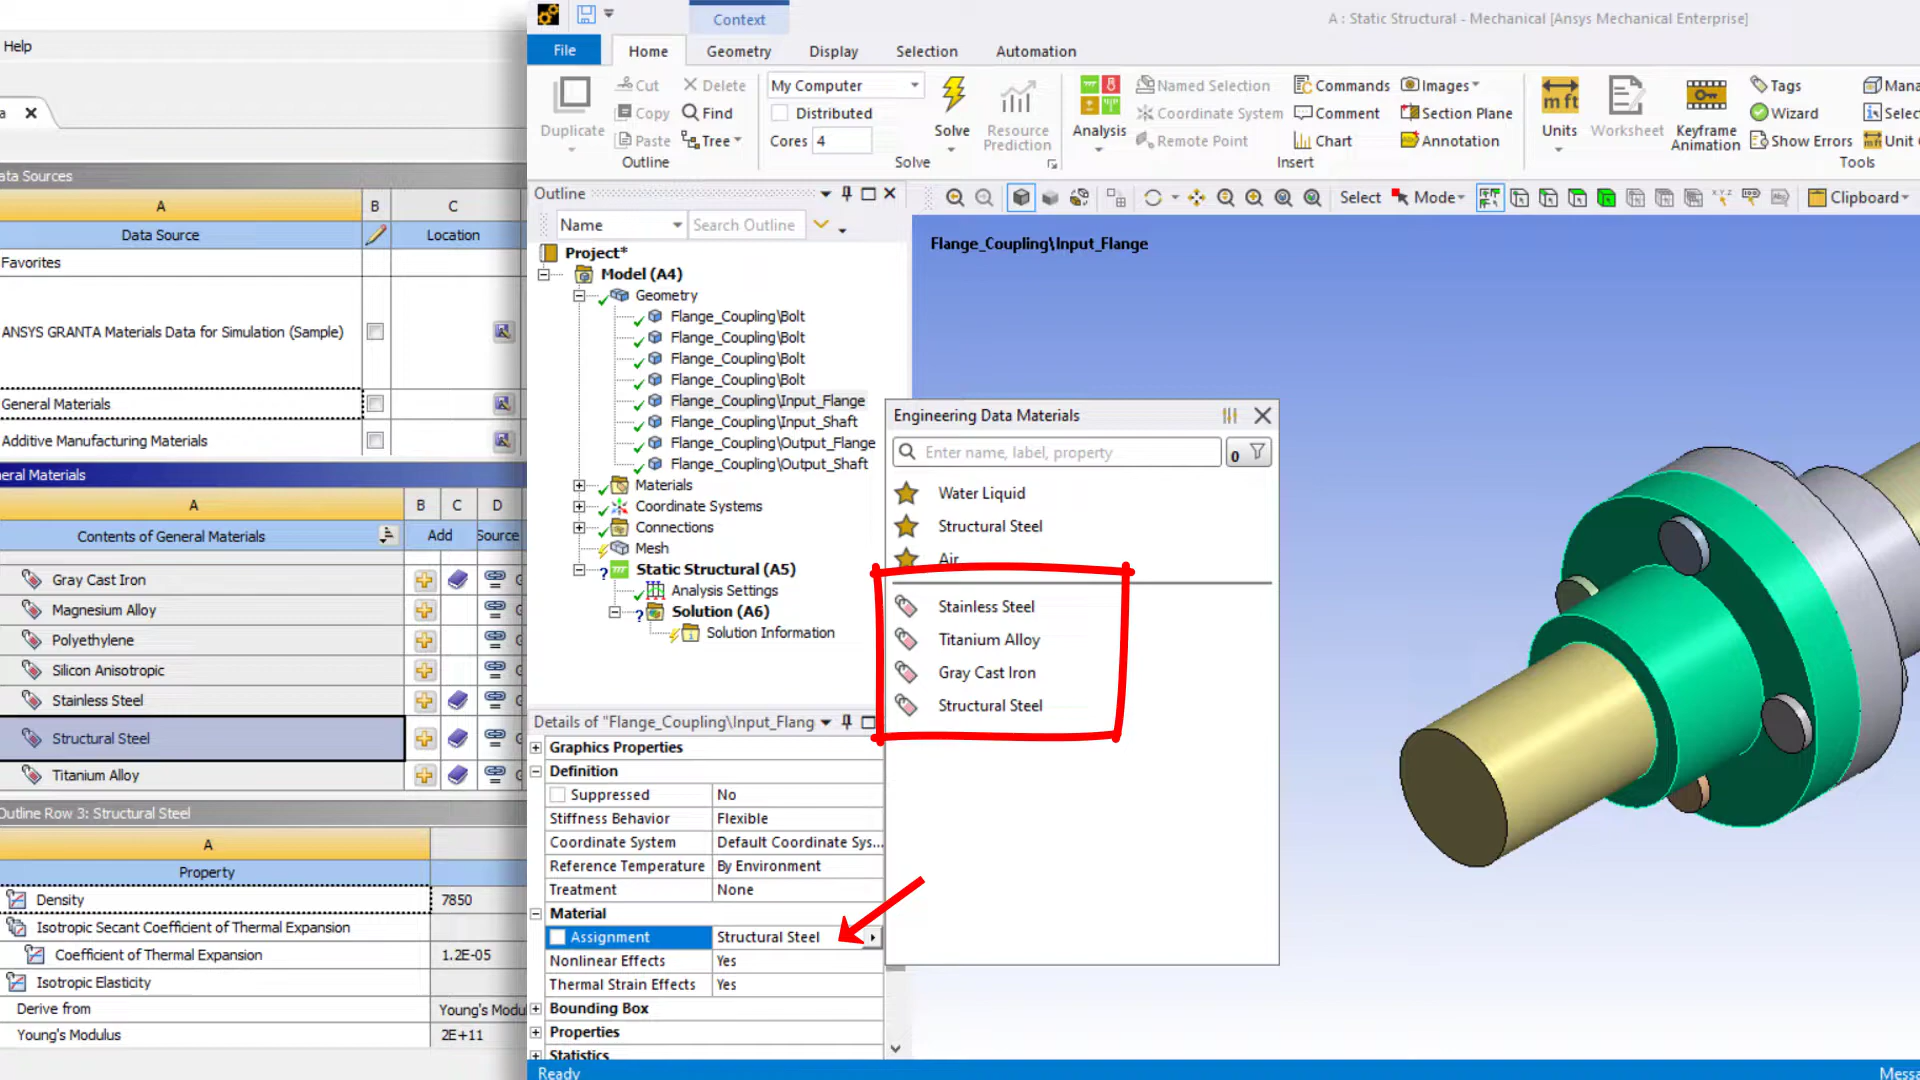 Help
a
ata Sources
A B C
Data Source Location
Favorites
ANSYS GRANTA Materials Data for Simulation (Sample)
General Materials
Additive Manufacturing Materials
eral Materials
A B C D
Contents of General Materials Add Source
Gray Cast Iron
Magnesium Alloy
Polyethylene
Silicon Anisotropic
Stainless Steel
Structural Steel
Titanium Alloy
Outline Row 3: Structural Steel
A
Property
Density 7850
Isotropic Secant Coefficient of Thermal Expansion
Coefficient of Thermal Expansion 1.2E-05
Isotropic Elasticity
Derive from Young's Modu
Young's Modulus 2E+11
Context
A : Static Structural - Mechanical [Ansys Mechanical Enterprise]
File Home Geometry Display Selection Automation
Duplicate
Cut
Copy
Paste
Delete
Find
Tree
Outline
My Computer
Distributed
Cores 4
Solve
Resource
Prediction
Solve
Analysis
Named Selection
Coordinate System
Remote Point
Commands
Comment
Chart
Images
Section Plane
Annotation
Insert
Units
Worksheet
Keyframe
Animation
Tags
Wizard
Show Errors
Mana
Selec
Unit
Tools
Outline
Name Search Outline
Select Mode Clipboard
Project*
Model (A4)
Geometry
Flange_Coupling\Bolt
Flange_Coupling\Bolt
Flange_Coupling\Bolt
Flange_Coupling\Bolt
Flange_Coupling\Input_Flange
Flange_Coupling\Input_Shaft
Flange_Coupling\Output_Flange
Flange_Coupling\Output_Shaft
Materials
Coordinate Systems
Connections
Mesh
Static Structural (A5)
Analysis Settings
Solution (A6)
Solution Information
Details of "Flange_Coupling\Input_Flang
Graphics Properties
Definition
Suppressed No
Stiffness Behavior Flexible
Coordinate System Default Coordinate Sys...
Reference Temperature By Environment
Treatment None
Material
Assignment Structural Steel
Nonlinear Effects Yes
Thermal Strain Effects Yes
Bounding Box
Properties
Statistics
Flange_Coupling\Input_Flange
Engineering Data Materials
Enter name, label, property 0
Water Liquid
Structural Steel
Air
Stainless Steel
Titanium Alloy
Gray Cast Iron
Structural Steel
Ready
Messa